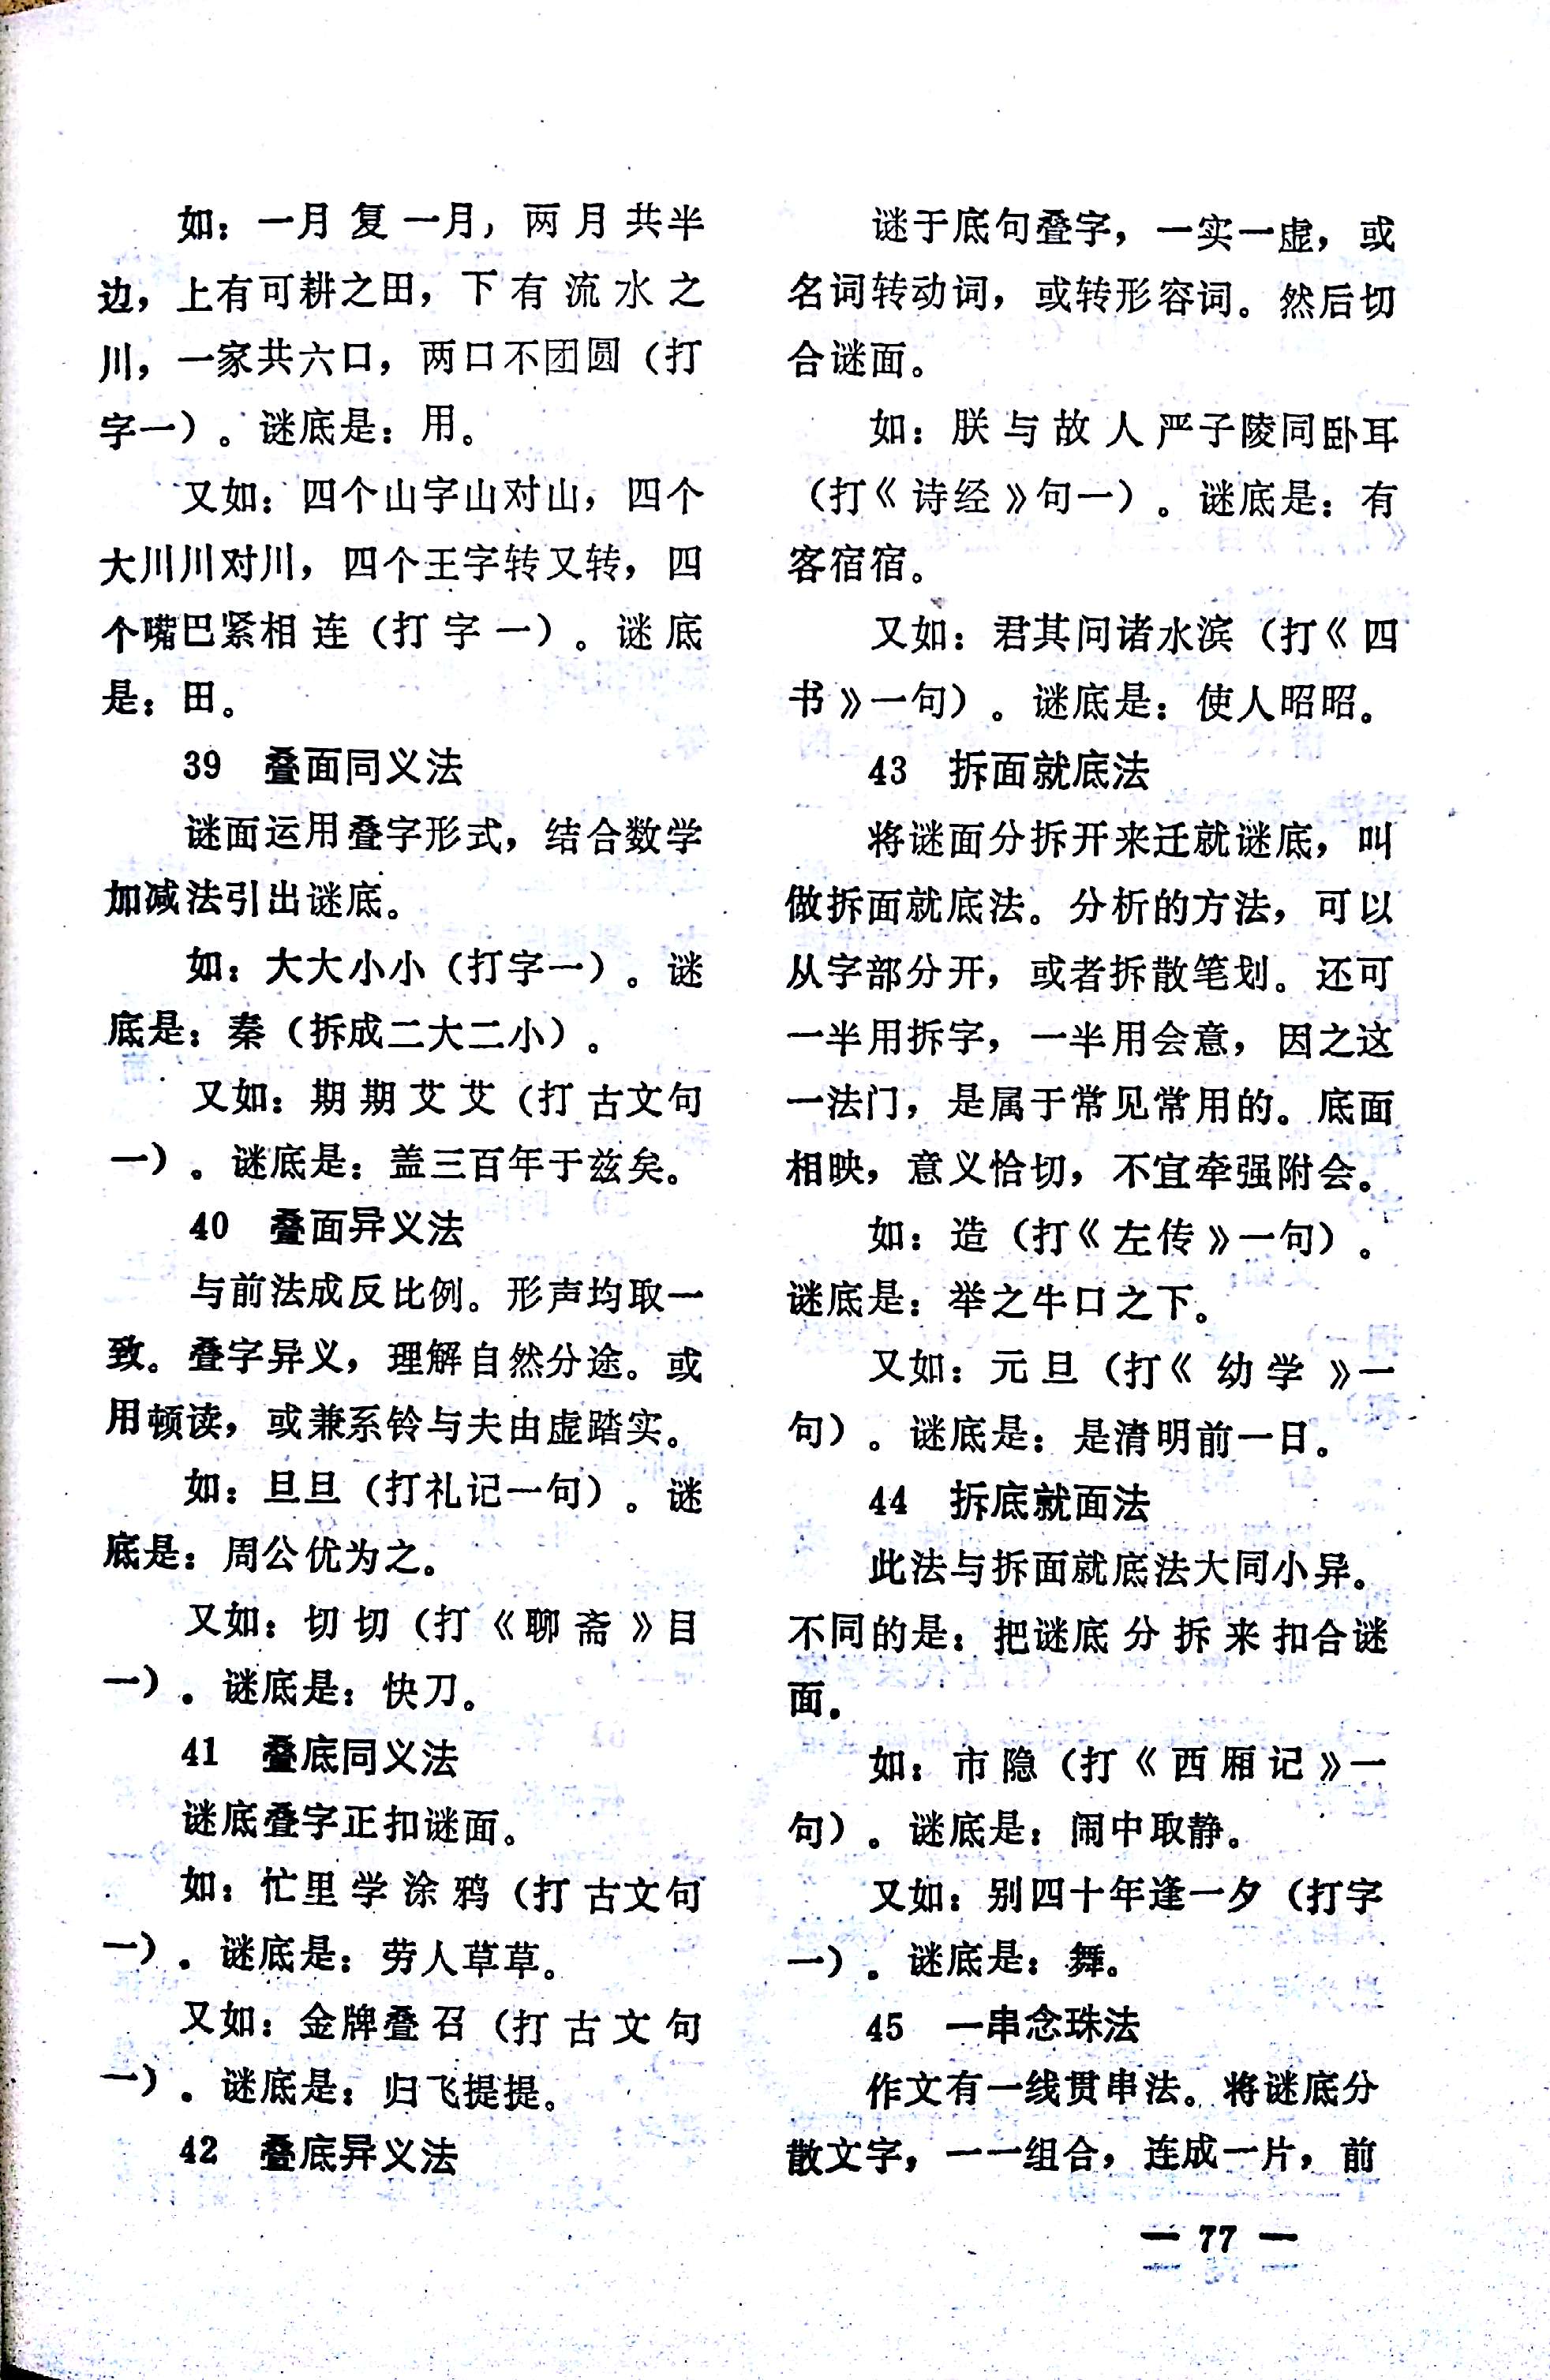 如：一月复一月，两月共半
边，上有可耕之田，下有流水之
川，一家共六口，两口不团圆（打
字一）。谜底是：用。
又如：四个山字山对山，四个
大川川对川，四个王字转又转，四
个嘴巴紧相连（打字一）。谜底
是：田。
39 叠面同义法
谜面运用叠字形式，结合数学
加减法引出谜底。
如：大大小小（打字一）。谜
底是：秦（拆成二大二小）。
又如：期期艾艾（打古文句
一）。谜底是：盖三百年于兹矣。
40 叠面异义法
与前法成反比例。形声均取一
致。叠字异义，理解自然分途。或
用顿读，或兼系铃与夫由虚踏实。
如：旦旦（打礼记一句）。谜
底是：周公优为之。
又如：切切（打《聊斋》目
一）。谜底是：快刀。
41 叠底同义法
谜底叠字正扣谜面。
如：忙里学涂鸦（打古文句
一）。谜底是：劳人草草。
又如：金牌叠召（打古文句
一）。谜底是：归飞提提。
42 叠底异义法
谜于底句叠字，一实一虚，或
名词转动词，或转形容词。然后切
合谜面。
如：朕与故人严子陵同卧耳
（打《诗经》句一）。谜底是：有
客宿宿。
又如：君其问诸水滨（打《四
书》一句）。谜底是：使人昭昭。
43 拆面就底法
将谜面分拆开来迁就谜底，叫
做拆面就底法。分析的方法，可以
从字部分开，或者拆散笔划。还可
一半用拆字，一半用会意，因之这
一法门，是属于常见常用的。底面
相映，意义恰切，不宜牵强附会。
如：造（打《左传》一句）。
谜底是：举之牛口之下。
又如：元旦（打《幼学》一
句）。谜底是：是清明前一日。
44 拆底就面法
此法与拆面就底法大同小异。
不同的是：把谜底分拆来扣合谜
面。
如：市隐（打《西厢记》一
句）。谜底是：闹中取静。
又如：别四十年逢一夕（打字
一）。谜底是：舞。
45 一串念珠法
作文有一线贯串法。将谜底分
散文字，一一组合，连成一片，前
— 77 —